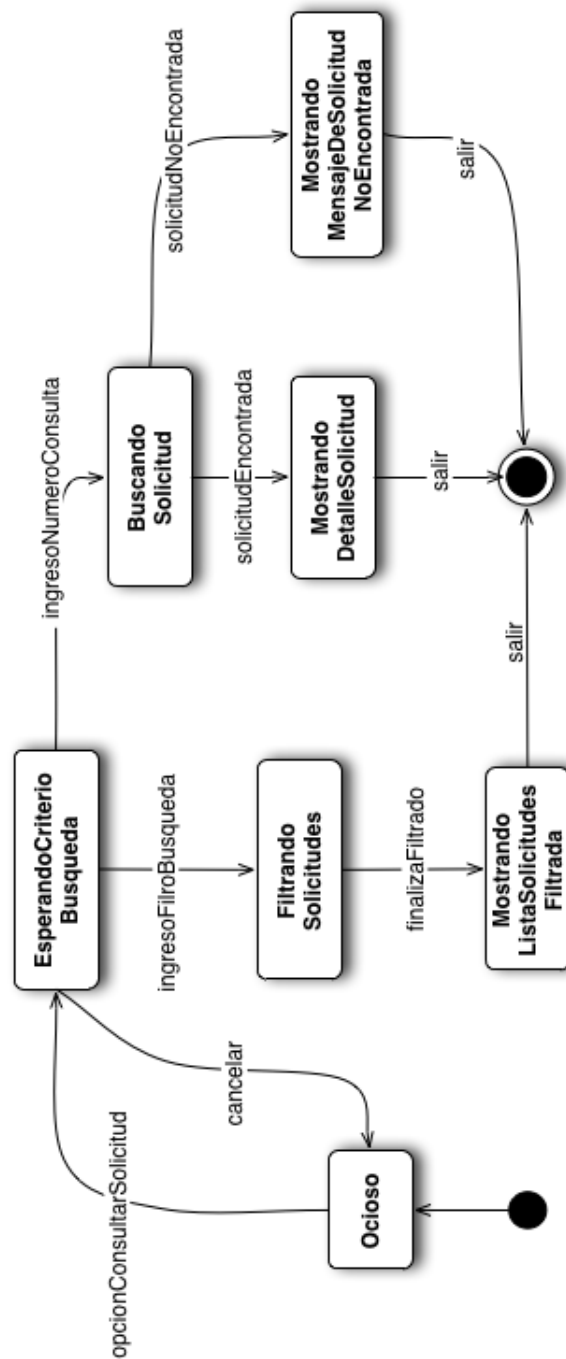 opcionConsultarSolicitud
Ocioso
cancelar
EsperandoCriterio
Busqueda
ingresoFilroBusqueda
Filtrando
Solicitudes
finalizaFiltrado
Mostrando
ListaSolicitudes
Filtrada
salir
ingresoNumeroConsulta
Buscando
Solicitud
solicitudEncontrada
Mostrando
DetalleSolicitud
salir
solicitudNoEncontrada
Mostrando
MensajeDeSolicitud
NoEncontrada
salir